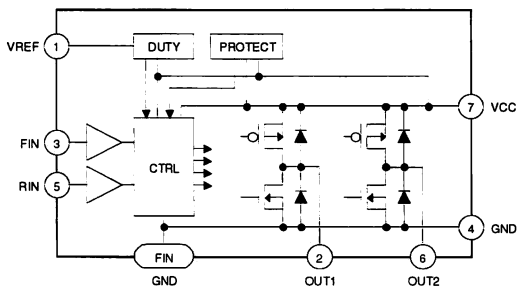 VREF 1 DUTY PROTECT
7 VCC
FIN 3
CTRL
RIN 5
4 GND
FIN 2 6
GND OUT1 OUT2